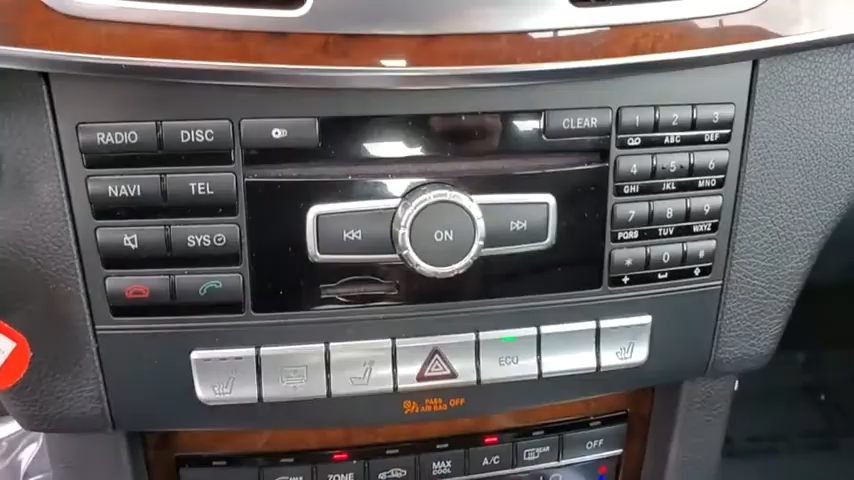 RADIO DISC CLEAR 1 2 ABC 3 DEF
NAVI TEL 4 GHI 5 JKL 6 MNO
SYS ON 7 PQRS 8 TUV 9 WXYZ
* + 0 #
ECO
PASS AIR BAG OFF
ZONE MAX COOL A/C REAR OFF